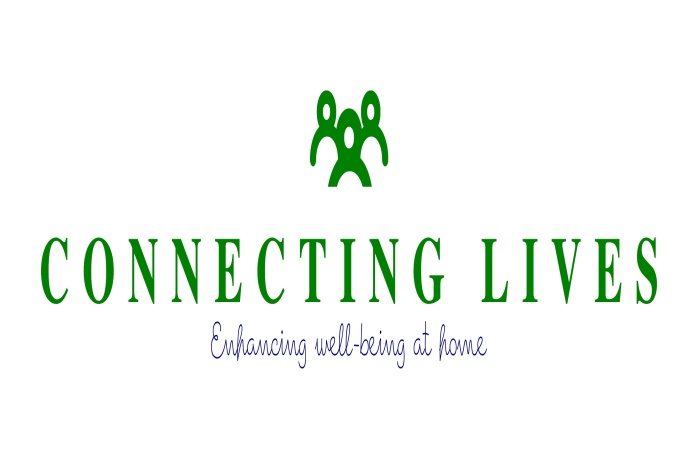 CONNECTING LIVES
Enhancing well-being at home